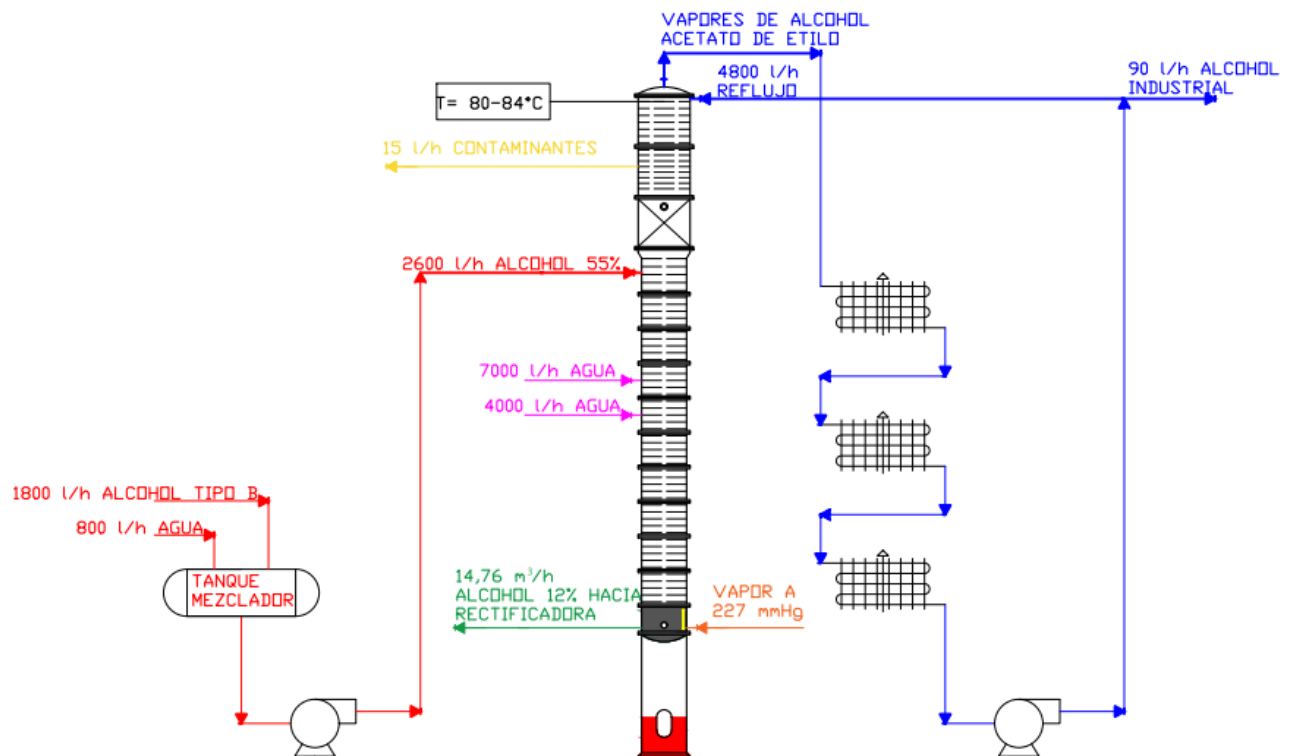 VAPORES DE ALCOHOL
ACETATO DE ETILO
4800 l/h
REFLUJO
90 l/h ALCOHOL
INDUSTRIAL
T= 80-84°C
15 l/h CONTAMINANTES
2600 l/h ALCOHOL 55%
7000 l/h AGUA
4000 l/h AGUA
1800 l/h ALCOHOL TIPO B
800 l/h AGUA
TANQUE
MEZCLADOR
14,76 m³/h
ALCOHOL 12% HACIA
RECTIFICADORA
VAPOR A
227 mmHg